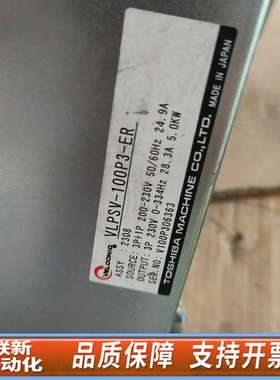 VELCONIC VLPSV-100P3-ER
ASSY : 2308
SOURCE: 3P+1P 200-230V 50/60Hz 24.9A
OUTPUT: 3P 230V 0-334Hz 28.3A 5.0KW
SER.NO: V100P306363
TOSHIBA MACHINE CO.,LTD. MADE IN JAPAN
联新
动化
品质保障 支持开票